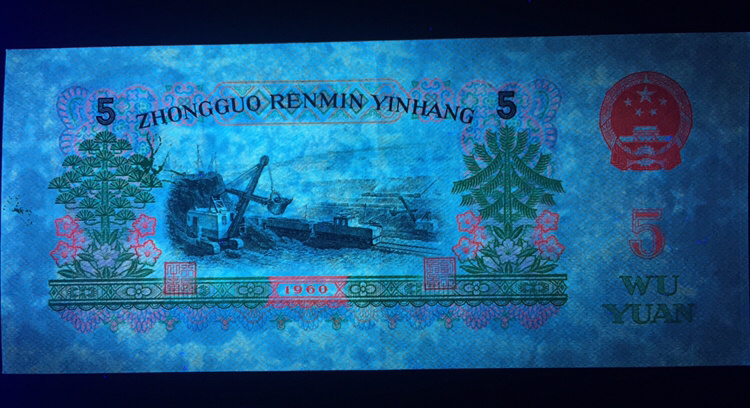 5 ZHONGGUO RENMIN YINHANG 5
1960
5
WU
YUAN